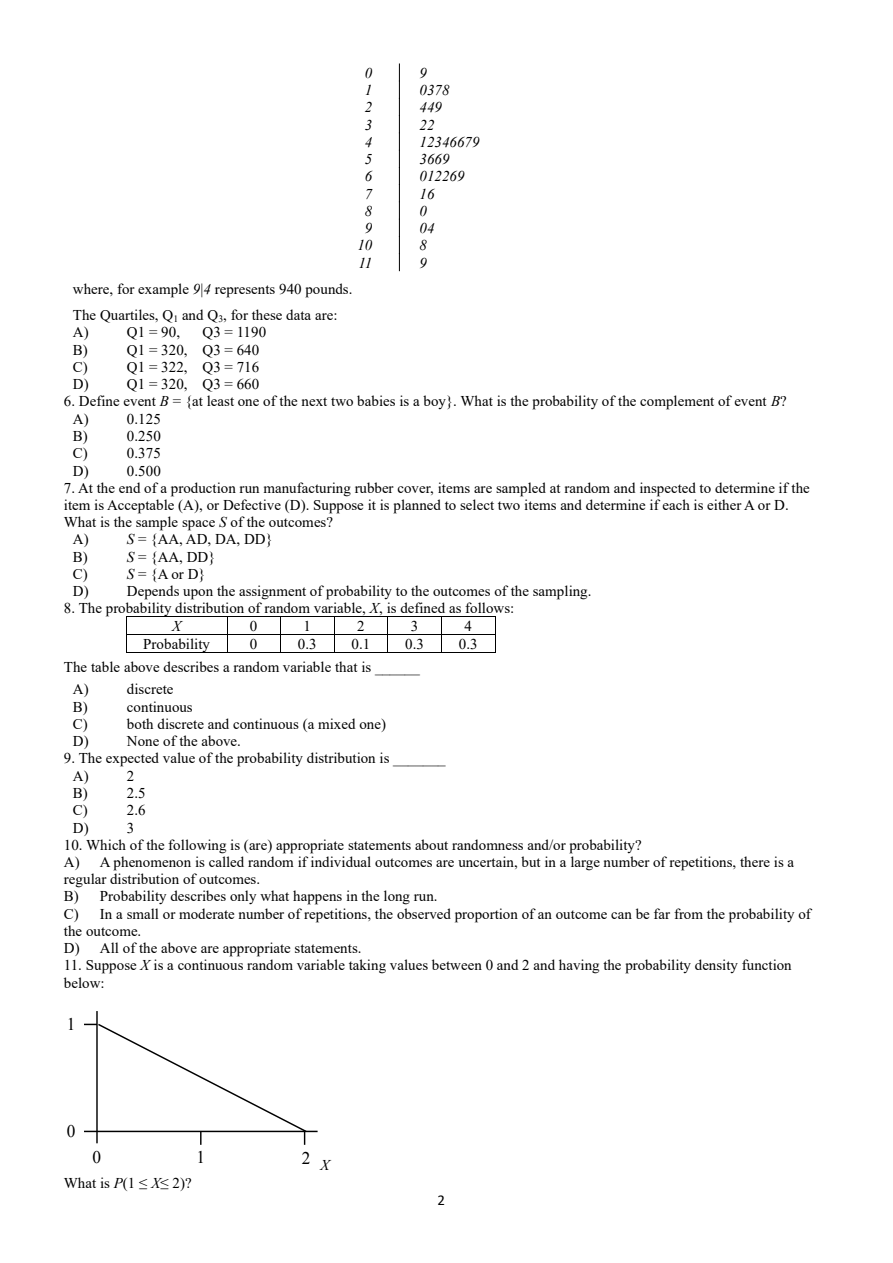 0 9
1 0378
2 449
3 22
4 12346679
5 3669
6 012269
7 16
8 0
9 04
10 8
11 9
where, for example 9|4 represents 940 pounds.
The Quartiles, Q1 and Q3, for these data are:
A) Q1 = 90, Q3 = 1190
B) Q1 = 320, Q3 = 640
C) Q1 = 322, Q3 = 716
D) Q1 = 320, Q3 = 660
6. Define event B = {at least one of the next two babies is a boy}. What is the probability of the complement of event B?
A) 0.125
B) 0.250
C) 0.375
D) 0.500
7. At the end of a production run manufacturing rubber cover, items are sampled at random and inspected to determine if the
item is Acceptable (A), or Defective (D). Suppose it is planned to select two items and determine if each is either A or D.
What is the sample space S of the outcomes?
A) S = {AA, AD, DA, DD}
B) S = {AA, DD}
C) S = {A or D}
D) Depends upon the assignment of probability to the outcomes of the sampling.
8. The probability distribution of random variable, X, is defined as follows:
X 0 1 2 3 4
Probability 0 0.3 0.1 0.3 0.3
The table above describes a random variable that is ______
A) discrete
B) continuous
C) both discrete and continuous (a mixed one)
D) None of the above.
9. The expected value of the probability distribution is _______
A) 2
B) 2.5
C) 2.6
D) 3
10. Which of the following is (are) appropriate statements about randomness and/or probability?
A) A phenomenon is called random if individual outcomes are uncertain, but in a large number of repetitions, there is a
regular distribution of outcomes.
B) Probability describes only what happens in the long run.
C) In a small or moderate number of repetitions, the observed proportion of an outcome can be far from the probability of
the outcome.
D) All of the above are appropriate statements.
11. Suppose X is a continuous random variable taking values between 0 and 2 and having the probability density function
below:
1
0
0 1 2 X
What is P(1 ≤ X≤ 2)?
2